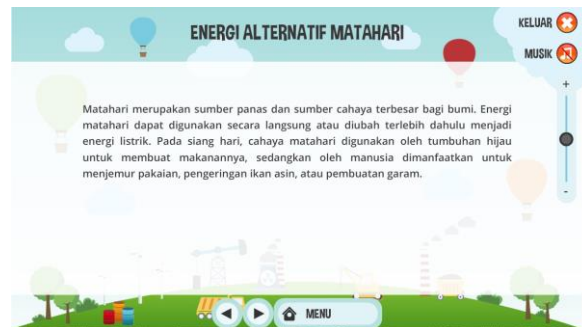 ENERGI ALTERNATIF MATAHARI
KELUAR
MUSIK
+
-
Matahari merupakan sumber panas dan sumber cahaya terbesar bagi bumi. Energi
matahari dapat digunakan secara langsung atau diubah terlebih dahulu menjadi
energi listrik. Pada siang hari, cahaya matahari digunakan oleh tumbuhan hijau
untuk membuat makanannya, sedangkan oleh manusia dimanfaatkan untuk
menjemur pakaian, pengeringan ikan asin, atau pembuatan garam.
MENU